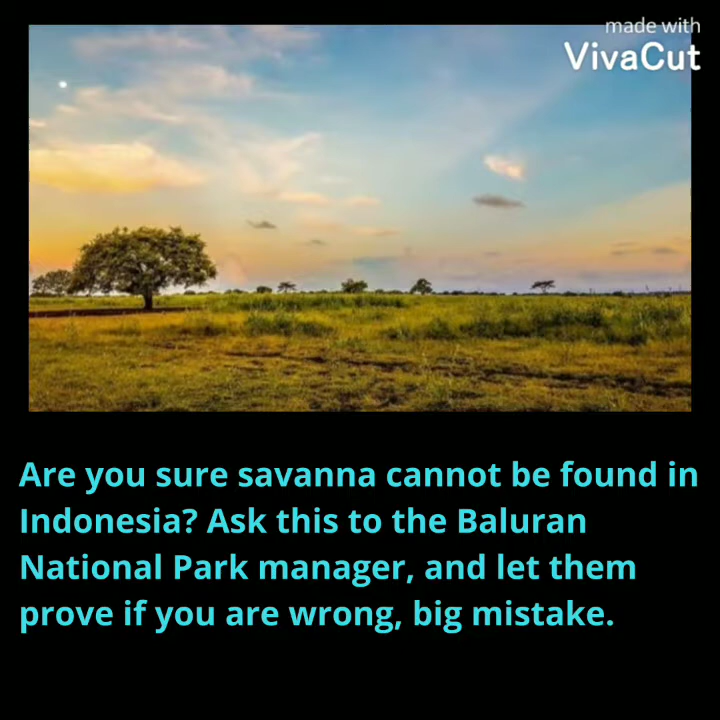 made with
VivaCut
Are you sure savanna cannot be found in
Indonesia? Ask this to the Baluran
National Park manager, and let them
prove if you are wrong, big mistake.